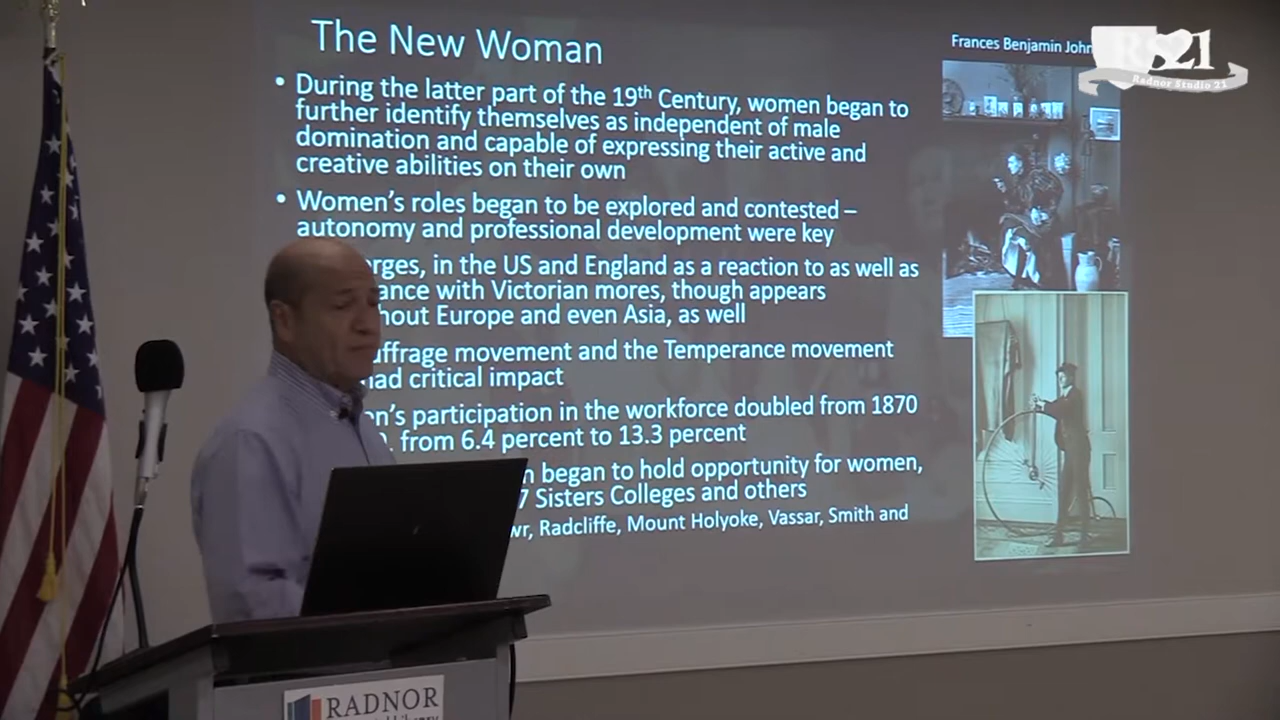 The New Woman
Frances Benjamin John
RS21
Radnor Studio 21
• During the latter part of the 19th Century, women began to
further identify themselves as independent of male
domination and capable of expressing their active and
creative abilities on their own
• Women's roles began to be explored and contested –
autonomy and professional development were key
rges, in the US and England as a reaction to as well as
ance with Victorian mores, though appears
hout Europe and even Asia, as well
uffrage movement and the Temperance movement
had critical impact
en's participation in the workforce doubled from 1870
, from 6.4 percent to 13.3 percent
n began to hold opportunity for women,
7 Sisters Colleges and others
wr, Radcliffe, Mount Holyoke, Vassar, Smith and
RADNOR
Library